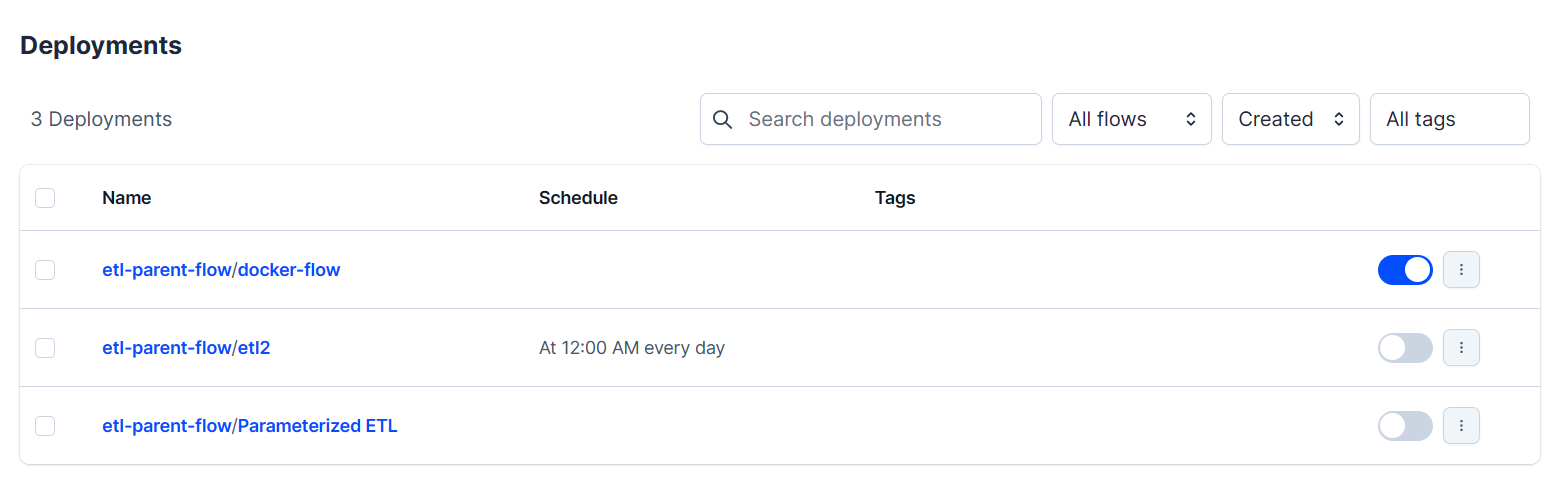 Deployments
3 Deployments Search deployments All flows Created All tags
Name Schedule Tags
etl-parent-flow/docker-flow
etl-parent-flow/etl2 At 12:00 AM every day
etl-parent-flow/Parameterized ETL